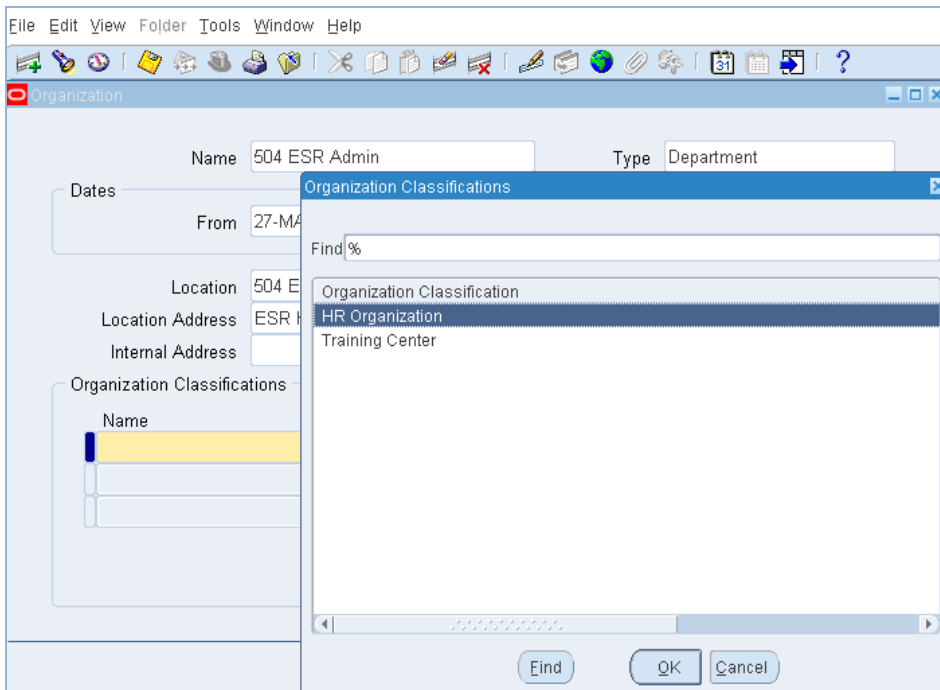 File Edit View Folder Tools Window Help
31
?
Organization
Name 504 ESR Admin Type Department
Dates
Organization Classifications
From 27-MA
Find %
Location 504 E
Organization Classification
HR Organization
Location Address ESR H
Training Center
Internal Address
Organization Classifications
Name
Find OK Cancel